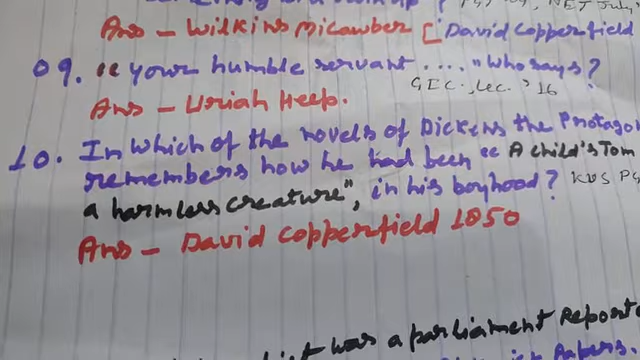 Ans - Wilkins Micawber [David Copperfield
09. " your humble servant .... " Who says?
GIC. Lec. '16
Ans - Uriah Heep.
10. In which of the novels of Dickens the Protagon
remembers how he had been " A child's Tom
a harmless creature", in his boyhood? KVS PG
Ans - David Copperfield 1850
was a parliament Reporte